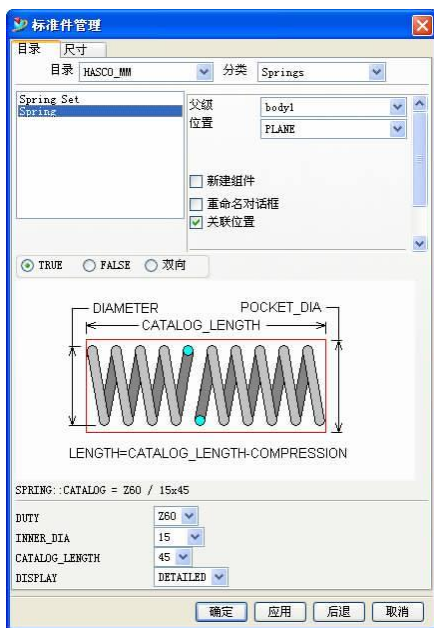 标准件管理
目录 尺寸
目录 HASCO_MM 分类 Springs
Spring Set
Spring
父级 body1
位置 PLANE
新建组件
重命名对话框
关联位置
TRUE FALSE 双向
DIAMETER POCKET_DIA
CATALOG_LENGTH
LENGTH=CATALOG_LENGTH-COMPRESSION
SPRING::CATALOG = Z60 / 15x45
DUTY Z60
INNER_DIA 15
CATALOG_LENGTH 45
DISPLAY DETAILED
确定 应用 后退 取消